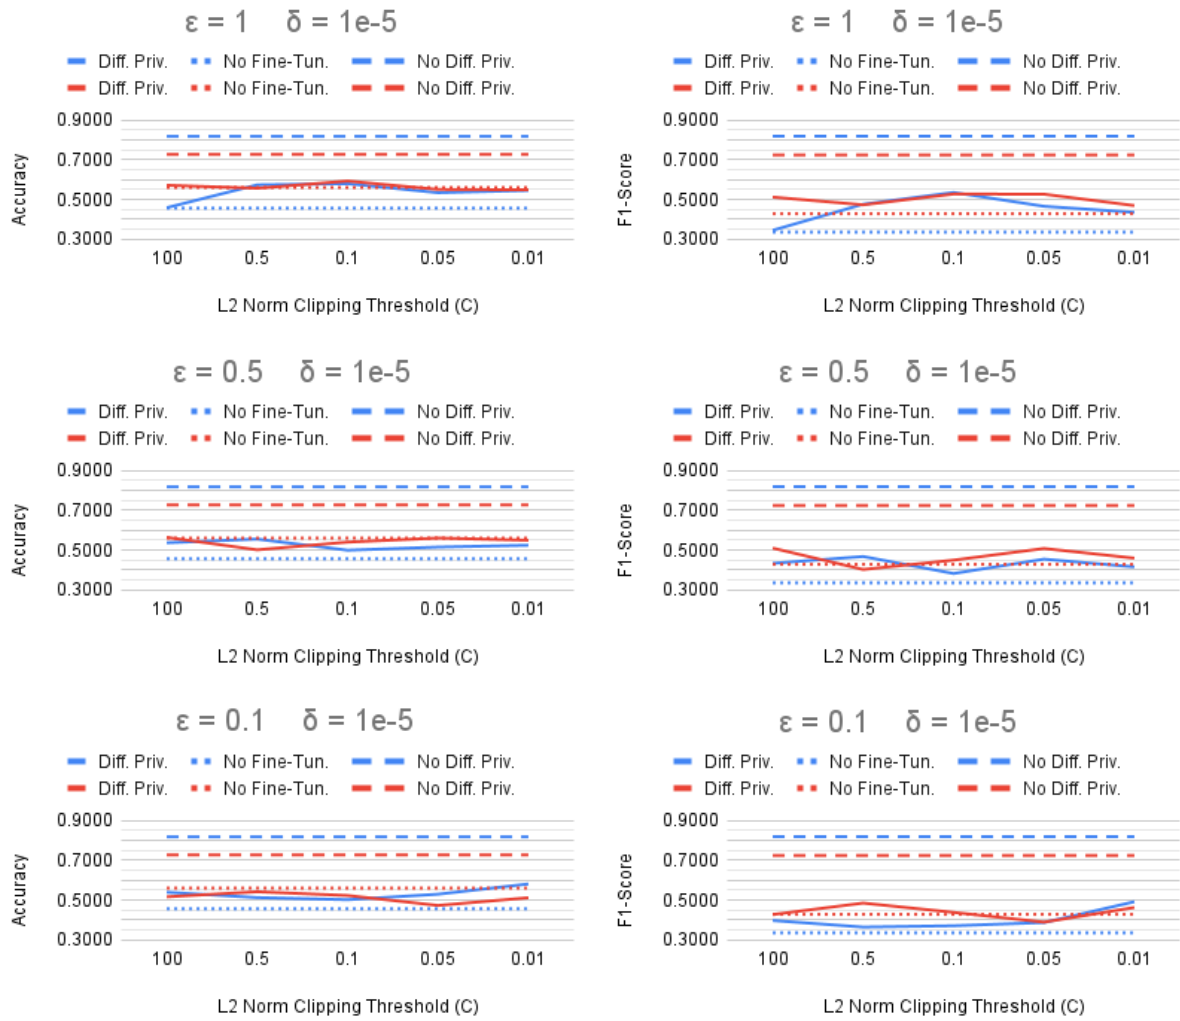 ε = 1 δ = 1e-5
Diff. Priv. No Fine-Tun. No Diff. Priv.
Diff. Priv. No Fine-Tun. No Diff. Priv.
Accuracy
0.9000
0.7000
0.5000
0.3000
100 0.5 0.1 0.05 0.01
L2 Norm Clipping Threshold (C)
ε = 1 δ = 1e-5
Diff. Priv. No Fine-Tun. No Diff. Priv.
Diff. Priv. No Fine-Tun. No Diff. Priv.
F1-Score
0.9000
0.7000
0.5000
0.3000
100 0.5 0.1 0.05 0.01
L2 Norm Clipping Threshold (C)
ε = 0.5 δ = 1e-5
Diff. Priv. No Fine-Tun. No Diff. Priv.
Diff. Priv. No Fine-Tun. No Diff. Priv.
Accuracy
0.9000
0.7000
0.5000
0.3000
100 0.5 0.1 0.05 0.01
L2 Norm Clipping Threshold (C)
ε = 0.5 δ = 1e-5
Diff. Priv. No Fine-Tun. No Diff. Priv.
Diff. Priv. No Fine-Tun. No Diff. Priv.
F1-Score
0.9000
0.7000
0.5000
0.3000
100 0.5 0.1 0.05 0.01
L2 Norm Clipping Threshold (C)
ε = 0.1 δ = 1e-5
Diff. Priv. No Fine-Tun. No Diff. Priv.
Diff. Priv. No Fine-Tun. No Diff. Priv.
Accuracy
0.9000
0.7000
0.5000
0.3000
100 0.5 0.1 0.05 0.01
L2 Norm Clipping Threshold (C)
ε = 0.1 δ = 1e-5
Diff. Priv. No Fine-Tun. No Diff. Priv.
Diff. Priv. No Fine-Tun. No Diff. Priv.
F1-Score
0.9000
0.7000
0.5000
0.3000
100 0.5 0.1 0.05 0.01
L2 Norm Clipping Threshold (C)